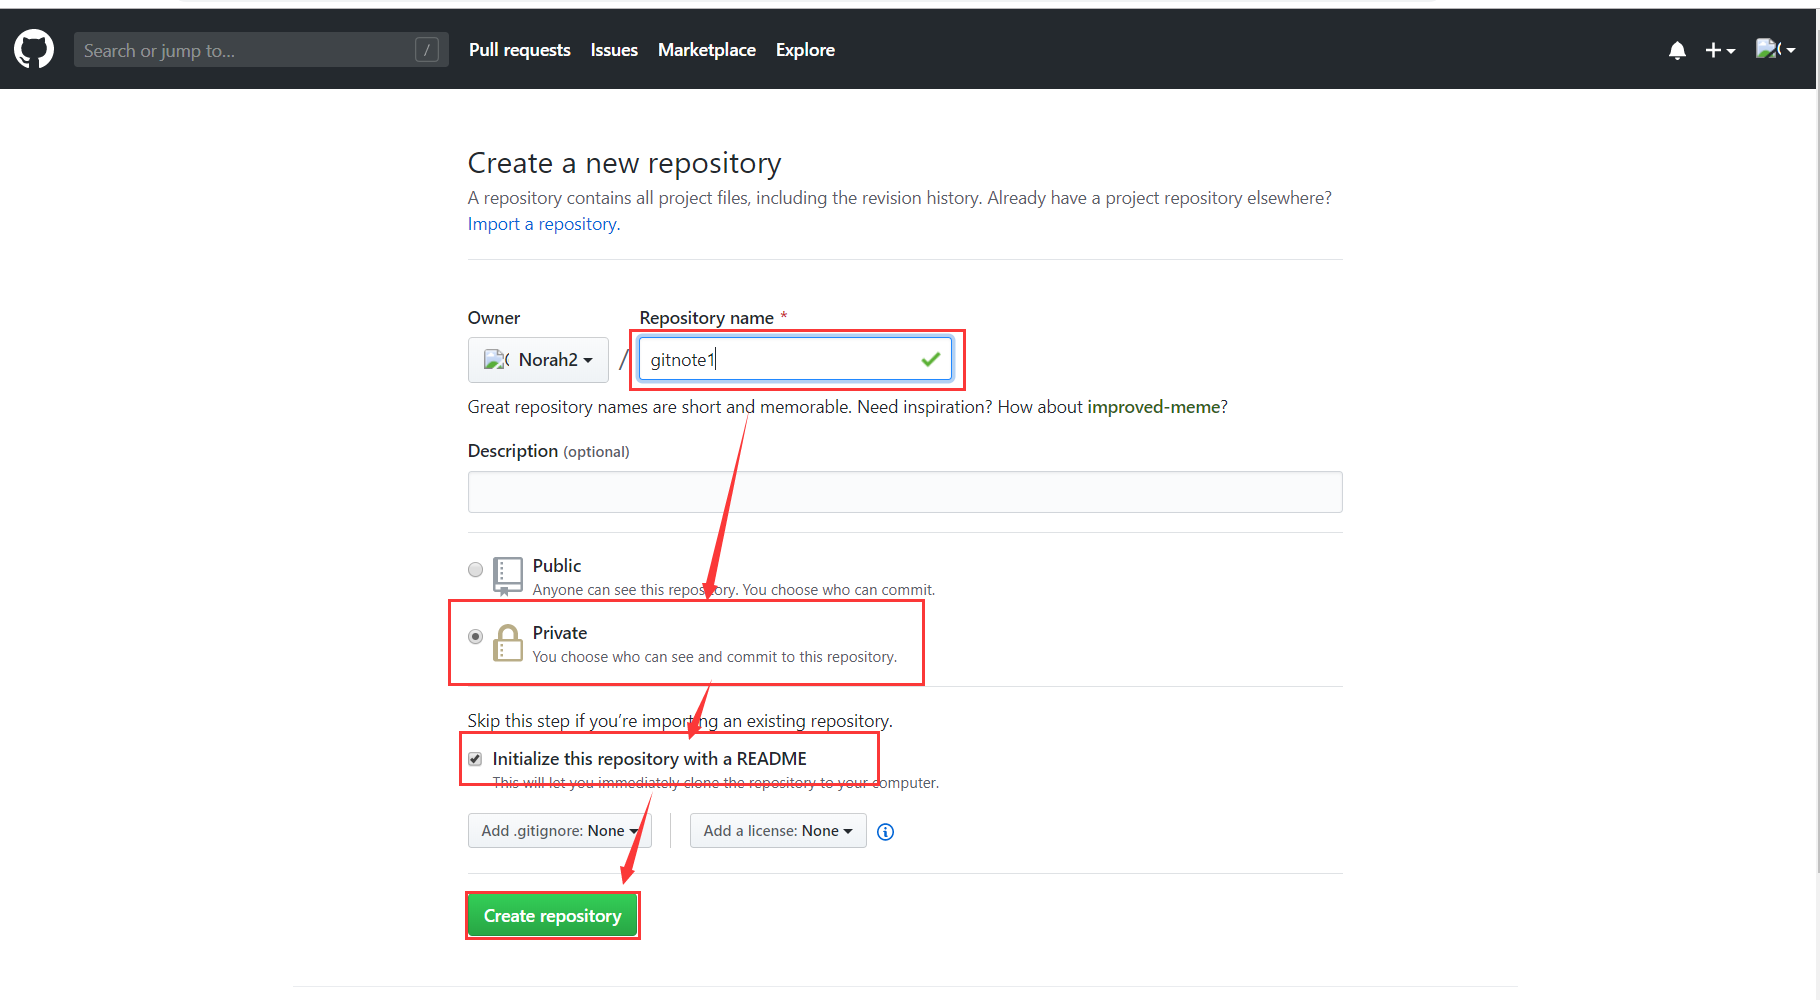 Search or jump to... /
Pull requests Issues Marketplace Explore
Create a new repository
A repository contains all project files, including the revision history. Already have a project repository elsewhere?
Import a repository.
Owner Repository name *
Norah2 / gitnote1
Great repository names are short and memorable. Need inspiration? How about improved-meme?
Description (optional)
Public
Anyone can see this repository. You choose who can commit.
Private
You choose who can see and commit to this repository.
Skip this step if you’re importing an existing repository.
Initialize this repository with a README
This will let you immediately clone the repository to your computer.
Add .gitignore: None Add a license: None
Create repository